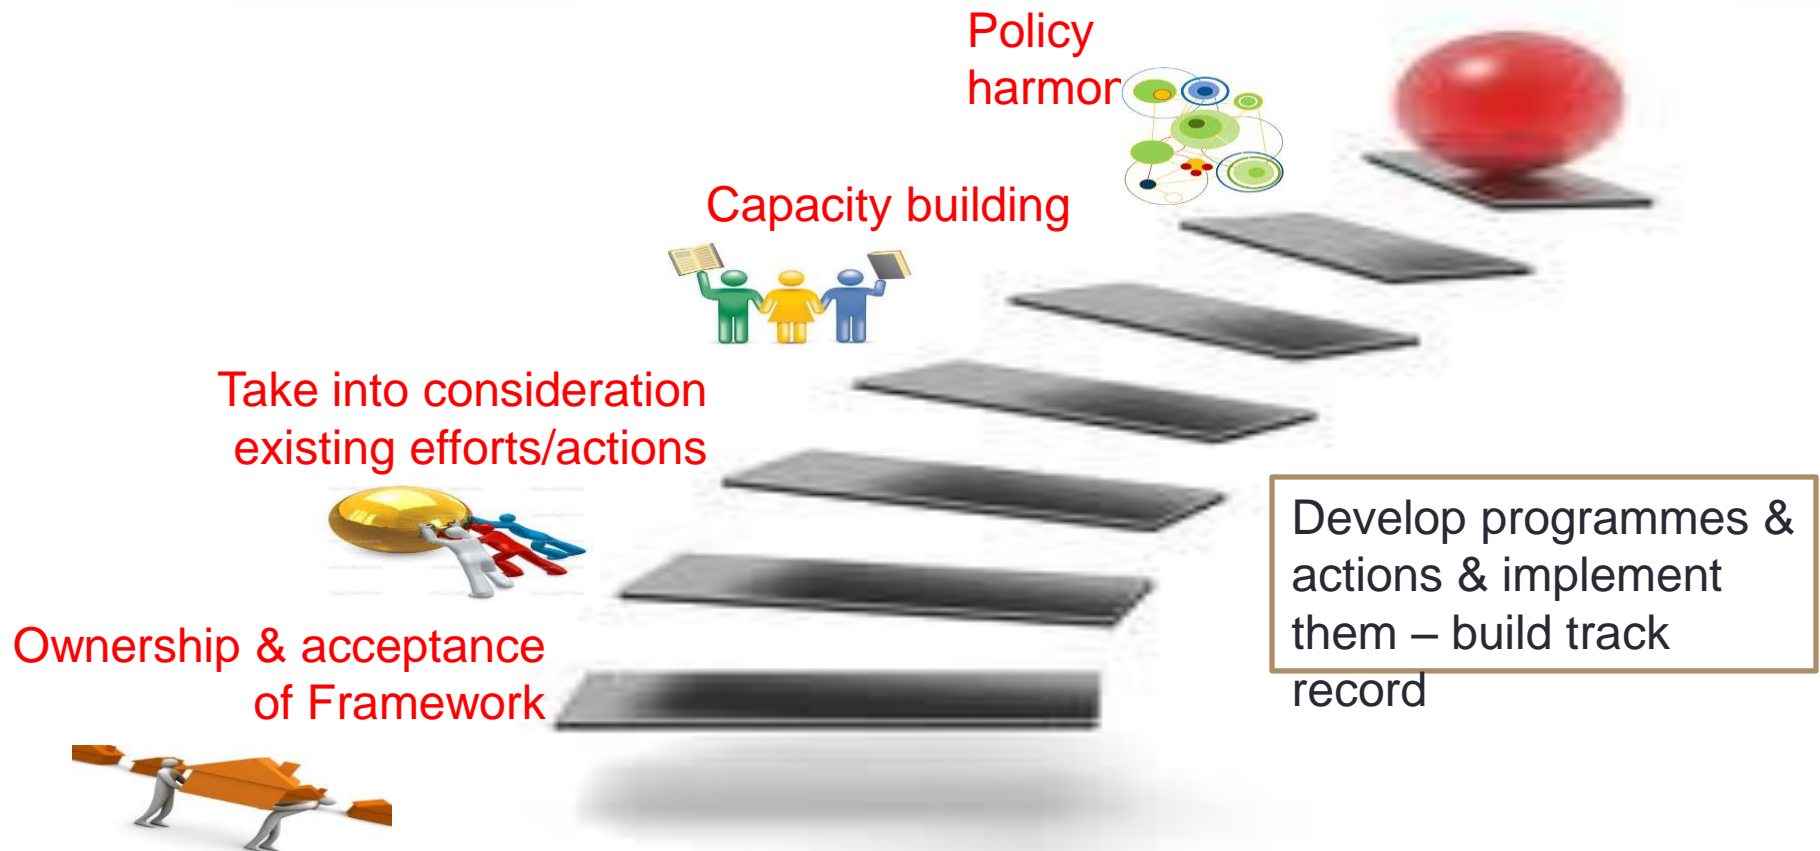 Policy
harmon
Capacity building
Take into consideration
existing efforts/actions
Develop programmes &
actions & implement
them – build track
record
Ownership & acceptance
of Framework